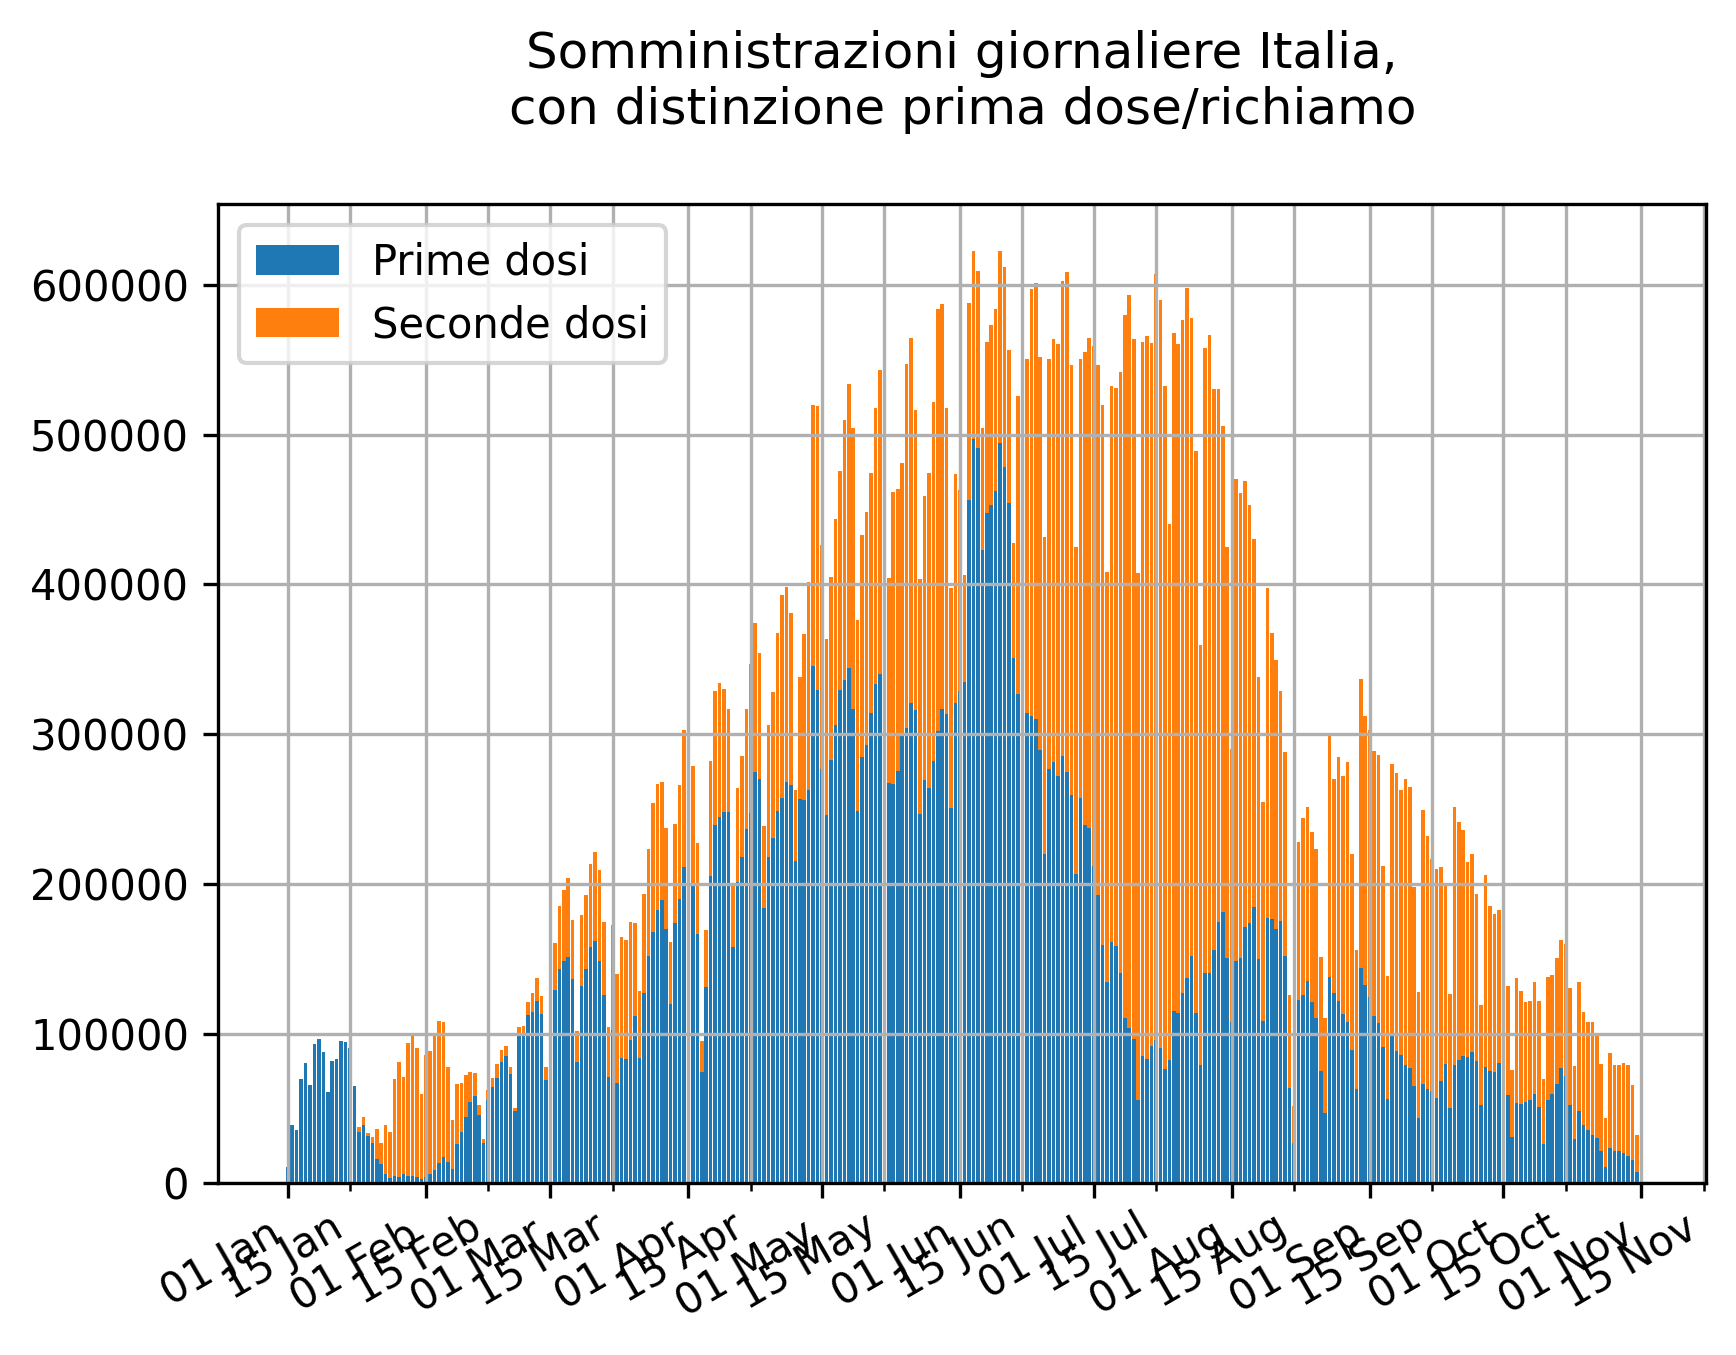 Somministrazioni giornaliere Italia,
con distinzione prima dose/richiamo
Prime dosi
Seconde dosi
600000
500000
400000
300000
200000
100000
0
01 Jan
15 Jan
01 Feb
15 Feb
01 Mar
15 Mar
01 Apr
15 Apr
01 May
15 May
01 Jun
15 Jun
01 Jul
15 Jul
01 Aug
15 Aug
01 Sep
15 Sep
01 Oct
15 Oct
01 Nov
15 Nov